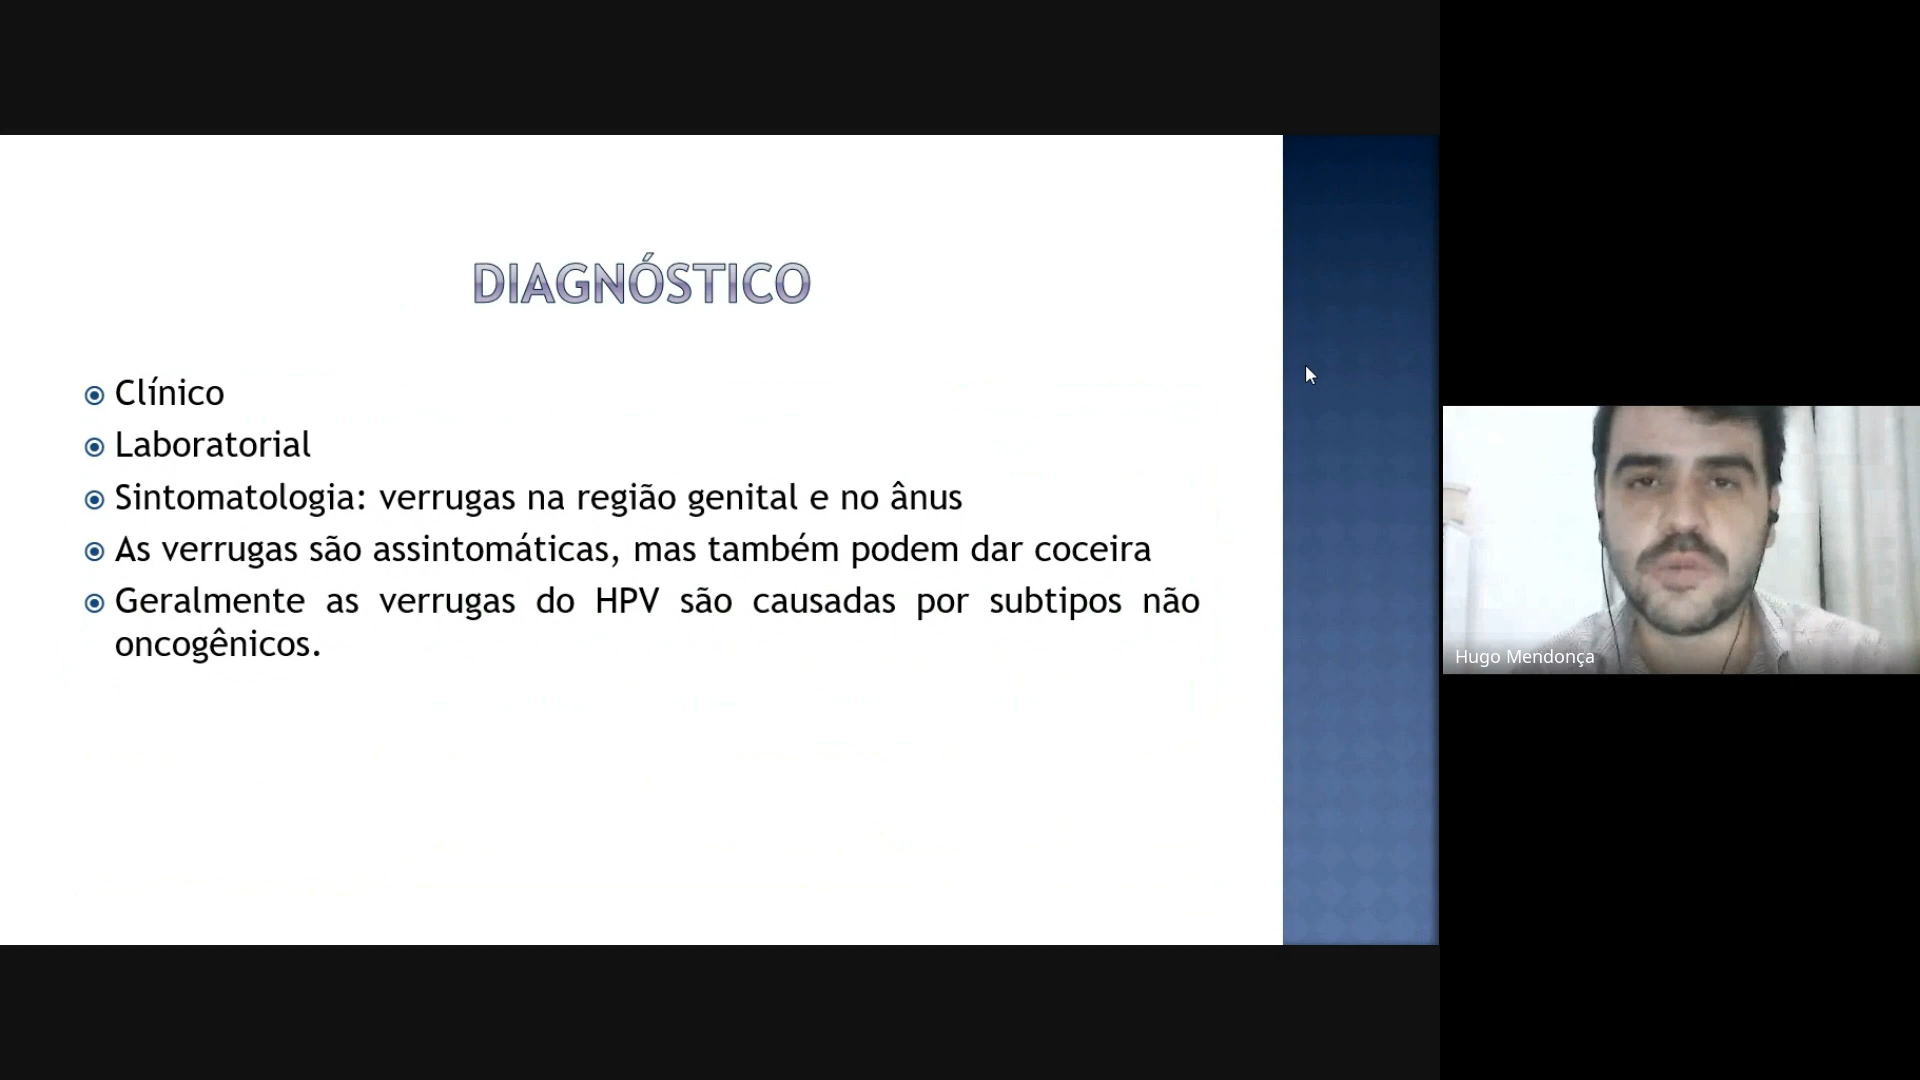 DIAGNÓSTICO
Clínico
Laboratorial
Sintomatologia: verrugas na região genital e no ânus
As verrugas são assintomáticas, mas também podem dar coceira
Geralmente as verrugas do HPV são causadas por subtipos não
oncogênicos.
Hugo Mendonça